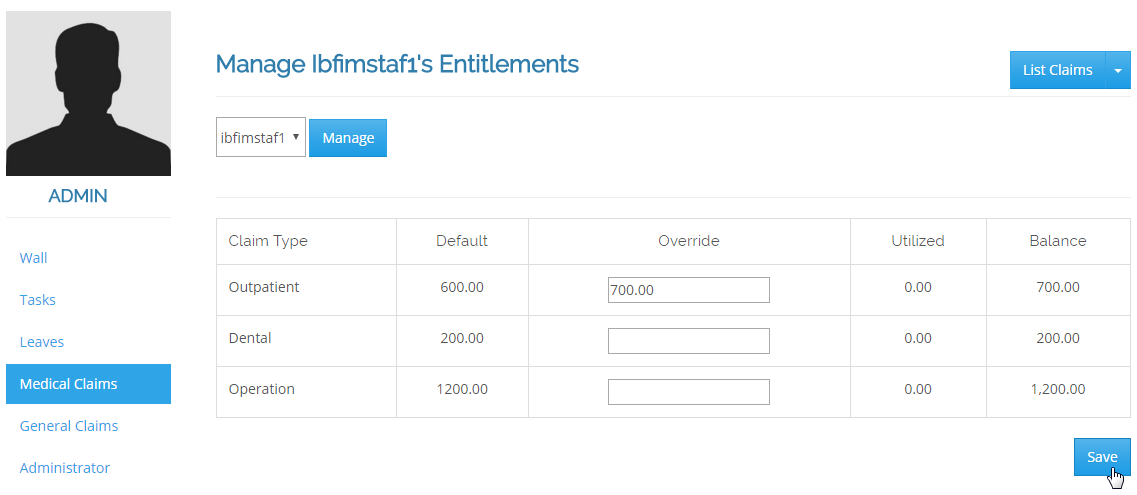 Manage Ibfimstaf1's Entitlements
List Claims
ibfimstaf1 Manage
ADMIN
Wall
Tasks
Leaves
Medical Claims
General Claims
Administrator
Claim Type Default Override Utilized Balance
Outpatient 600.00 700.00 0.00 700.00
Dental 200.00 0.00 200.00
Operation 1200.00 0.00 1,200.00
Save